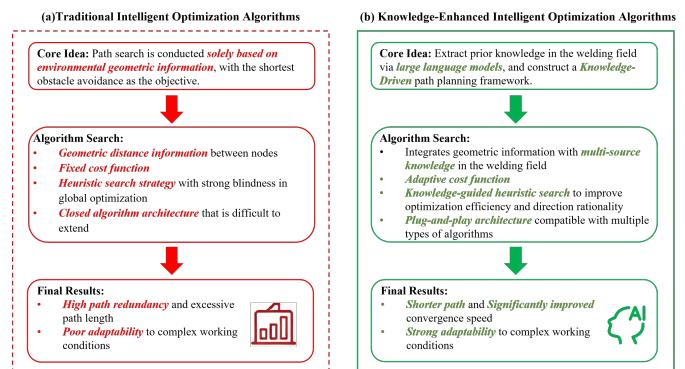 (a)Traditional Intelligent Optimization Algorithms
Core Idea: Path search is conducted solely based on
environmental geometric information, with the shortest
obstacle avoidance as the objective.
Algorithm Search:
• Geometric distance information between nodes
• Fixed cost function
• Heuristic search strategy with strong blindness in
global optimization
• Closed algorithm architecture that is difficult to
extend
Final Results:
• High path redundancy and excessive
path length
• Poor adaptability to complex working
conditions
(b) Knowledge-Enhanced Intelligent Optimization Algorithms
Core Idea: Extract prior knowledge in the welding field
via large language models, and construct a Knowledge-
Driven path planning framework.
Algorithm Search:
• Integrates geometric information with multi-source
knowledge in the welding field
• Adaptive cost function
• Knowledge-guided heuristic search to improve
optimization efficiency and direction rationality
• Plug-and-play architecture compatible with multiple
types of algorithms
Final Results:
• Shorter path and Significantly improved
convergence speed
• Strong adaptability to complex working
conditions
AI